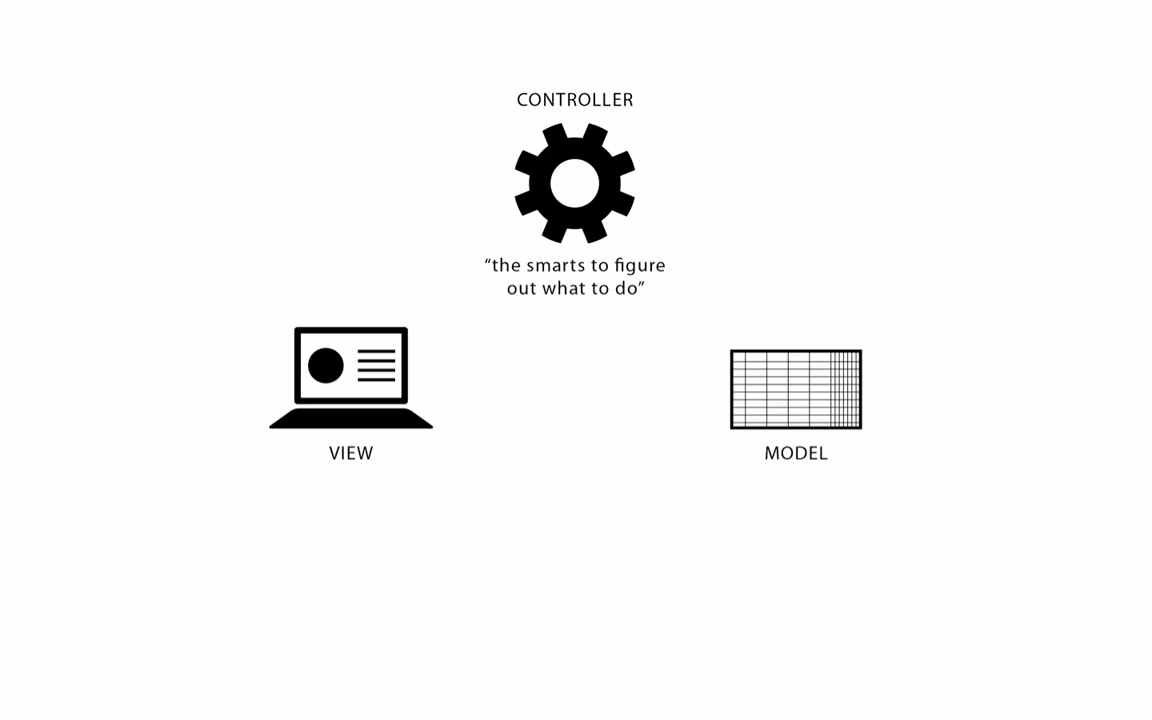 CONTROLLER
“the smarts to figure
out what to do”
VIEW
MODEL